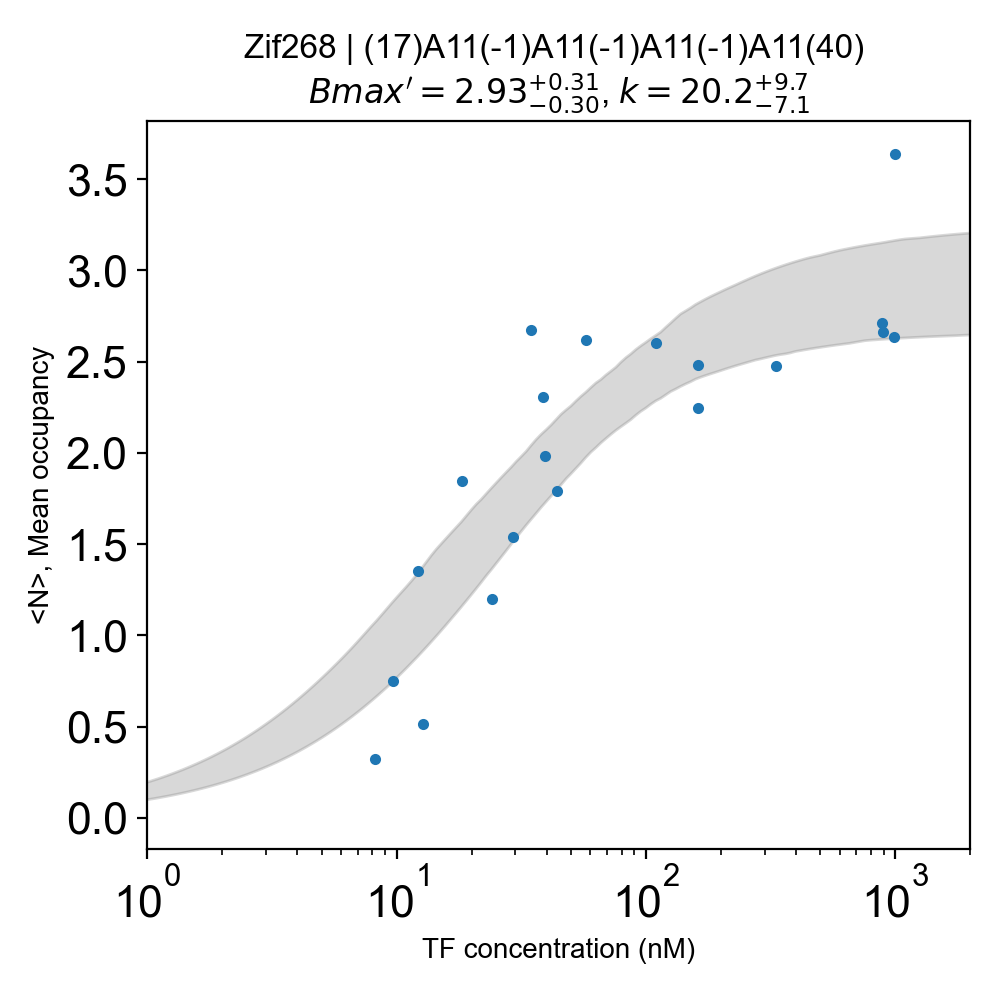 Zif268 | (17)A11(-1)A11(-1)A11(-1)A11(40)
Bmax′ = 2.93 +0.31 −0.30, k = 20.2 +9.7 −7.1
3.5
3.0
2.5
2.0
1.5
1.0
0.5
0.0
<N>, Mean occupancy
10^0 10^1 10^2 10^3
TF concentration (nM)